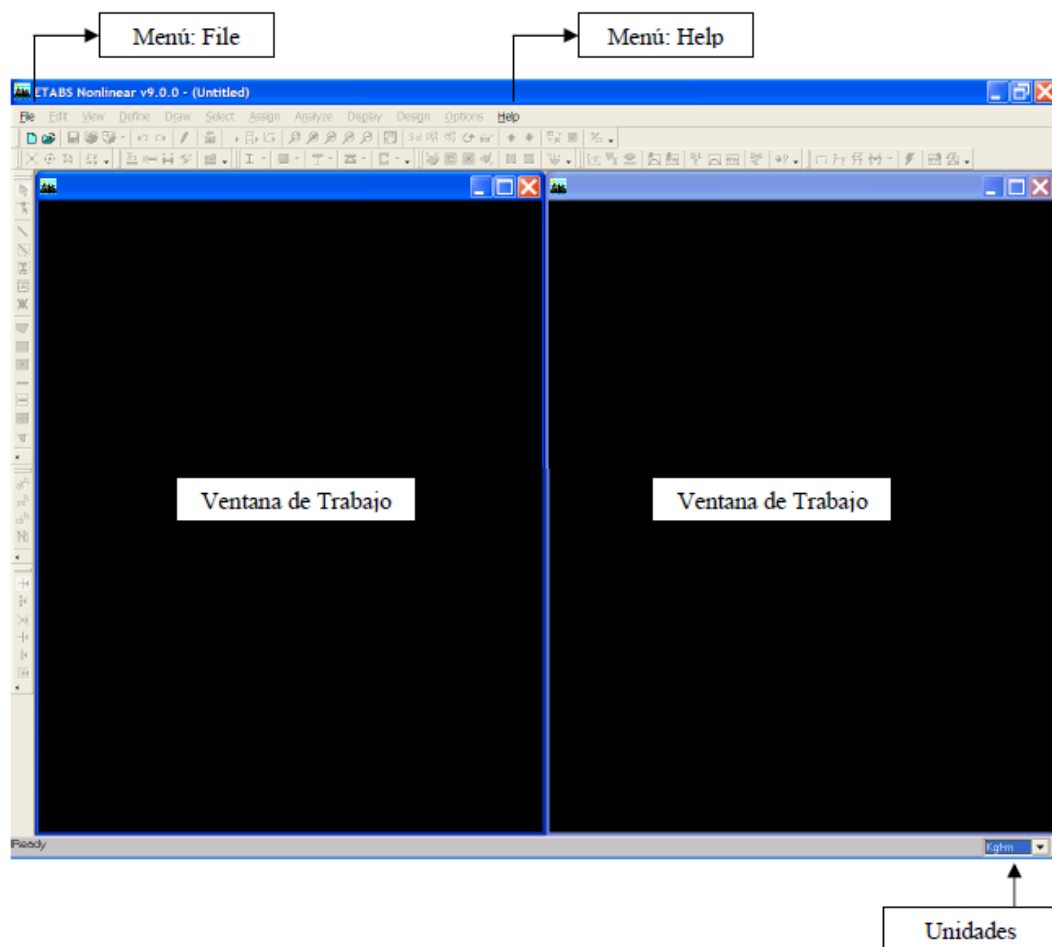 Menú: File
Menú: Help
ETABS Nonlinear v9.0.0 - (Untitled)
File Edit View Define Draw Select Assign Analyze Display Design Options Help
3-d
Ventana de Trabajo
Ventana de Trabajo
Ready
Kgf-m
Unidades